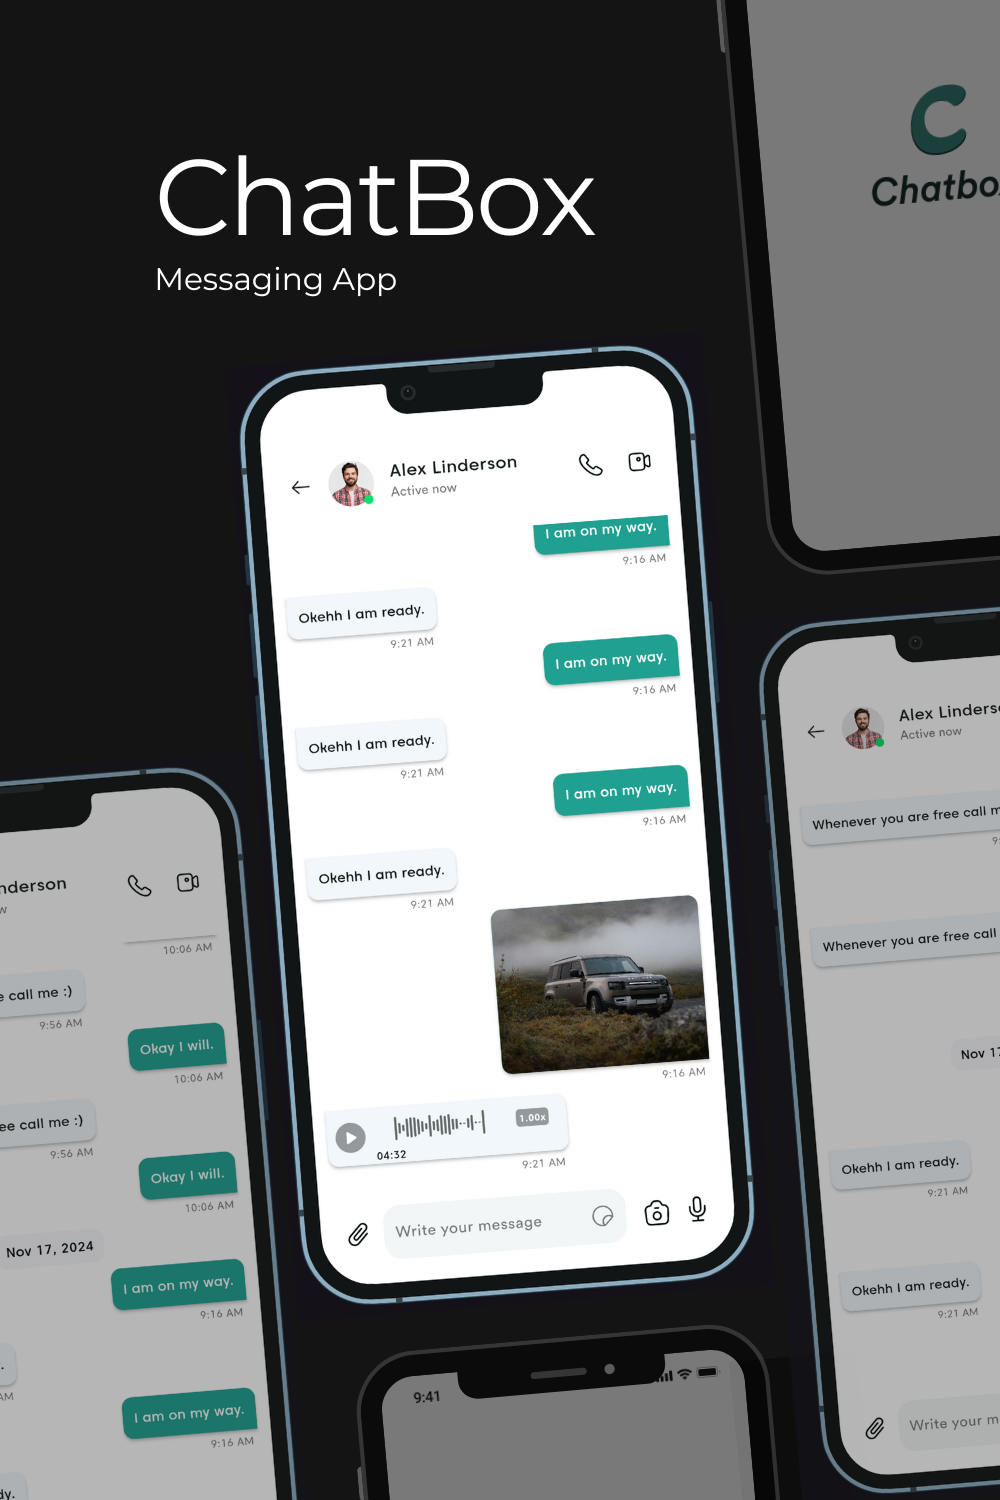 ChatBox
Messaging App
C
Alex Linderson
Active now
I am on my way.
9:16 AM
Okehh I am ready.
9:21 AM
I am on my way.
9:16 AM
Okehh I am ready.
9:21 AM
I am on my way.
9:16 AM
Okehh I am ready.
9:21 AM
9:16 AM
04:32
1.00x
9:21 AM
Write your message
10:06 AM
call me :)
9:56 AM
Okay I will.
10:06 AM
call me :)
9:56 AM
Okay I will.
10:06 AM
Nov 17, 2024
I am on my way.
9:16 AM
AM
I am on my way.
9:16 AM
9:41
Alex
Active now
Whenever you are free call
Whenever you are free call
Nov
Okehh I am ready.
9:21 AM
Okehh I am ready.
9:21 AM
Write your